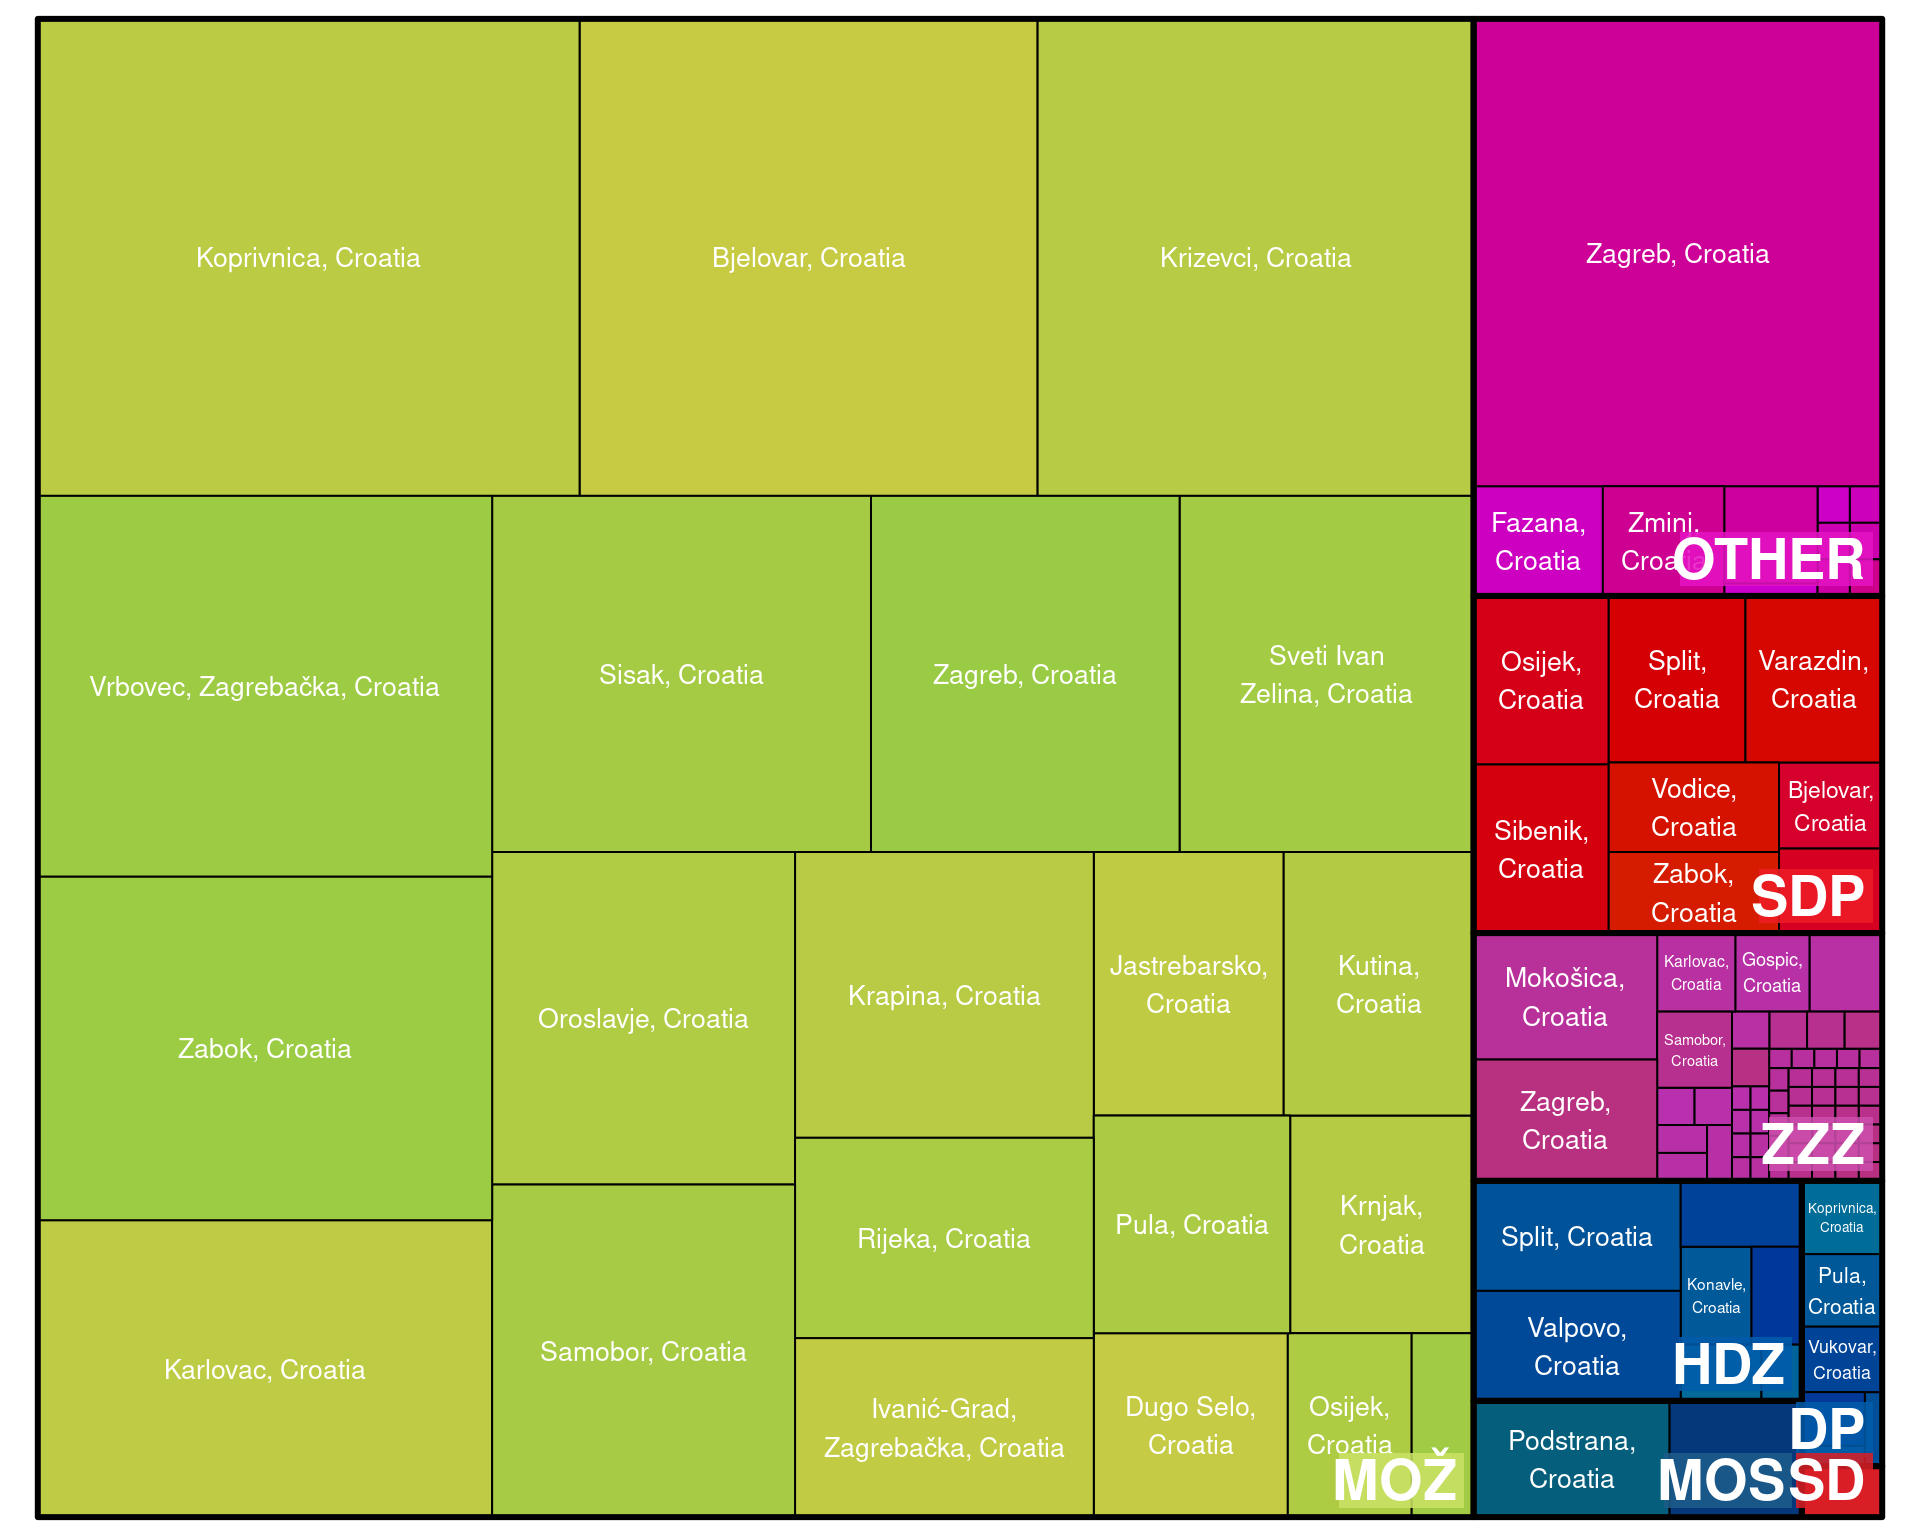 Koprivnica, Croatia
Bjelovar, Croatia
Krizevci, Croatia
Vrbovec, Zagrebačka, Croatia
Sisak, Croatia
Zagreb, Croatia
Sveti Ivan
Zelina, Croatia
Zabok, Croatia
Karlovac, Croatia
Oroslavje, Croatia
Samobor, Croatia
Krapina, Croatia
Rijeka, Croatia
Ivanić-Grad,
Zagrebačka, Croatia
Jastrebarsko,
Croatia
Kutina,
Croatia
Pula, Croatia
Krnjak,
Croatia
Dugo Selo,
Croatia
Osijek,
Croatia
MOŽ
Zagreb, Croatia
Fazana,
Croatia
Zmini,
Croatia
OTHER
Osijek,
Croatia
Split,
Croatia
Varazdin,
Croatia
Sibenik,
Croatia
Vodice,
Croatia
Bjelovar,
Croatia
Zabok,
Croatia
SDP
Mokošica,
Croatia
Zagreb,
Croatia
Karlovac,
Croatia
Gospic,
Croatia
Samobor,
Croatia
ZZZ
Split, Croatia
Valpovo,
Croatia
Konavle,
Croatia
HDZ
Koprivnica,
Croatia
Pula,
Croatia
Vukovar,
Croatia
DP
Podstrana,
Croatia
MOS
SD